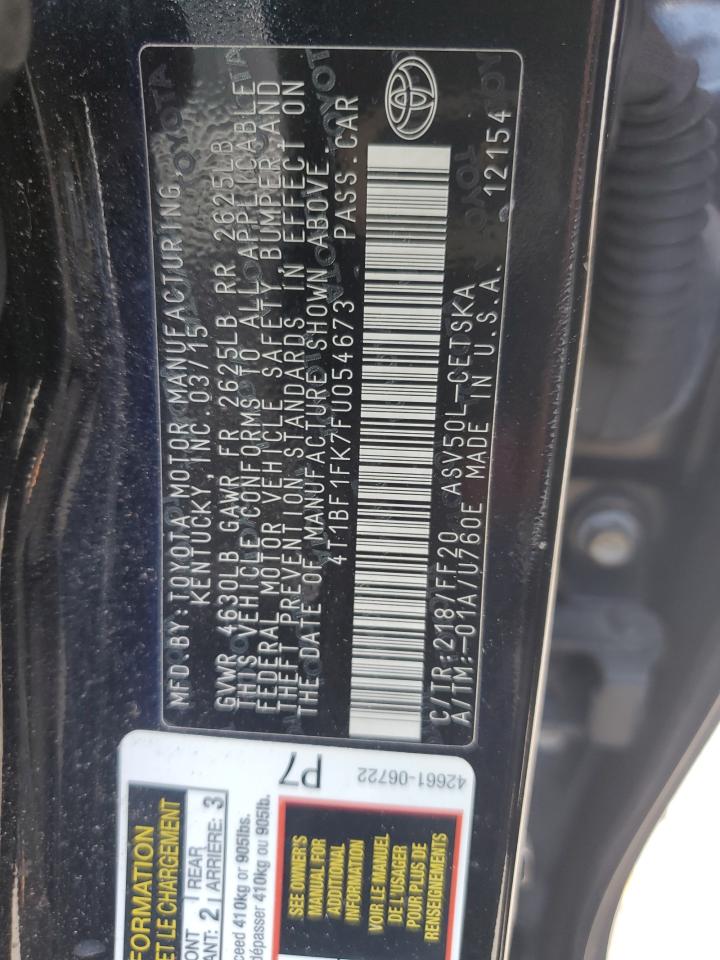 MFD. BY: TOYOTA MOTOR MANUFACTURING,
KENTUCKY, INC. 03/15
GVWR 4630LB GAWR FR 2625LB RR 2625LB
THIS VEHICLE CONFORMS TO ALL APPLICABLE
FEDERAL MOTOR VEHICLE SAFETY, BUMPER, AND
THEFT PREVENTION STANDARDS IN EFFECT ON
THE DATE OF MANUFACTURE SHOWN ABOVE.
4T1BF1FK7FU054673 PASS. CAR
C/TR: 218/FF20 ASV50L-CETSKA
A/TM: -01A/U760E MADE IN U.S.A. 12154
FORMATION
ET LE CHARGEMENT
ONT REAR
ANT: 2 ARRIÈRE: 3
ceed 410kg or 905lbs.
dépasser 410kg ou 905lb.
P7
42661-06722
SEE OWNER'S
MANUAL FOR
ADDITIONAL
INFORMATION
VOIR LE MANUEL
DE L'USAGER
POUR PLUS DE
RENSEIGNEMENTS